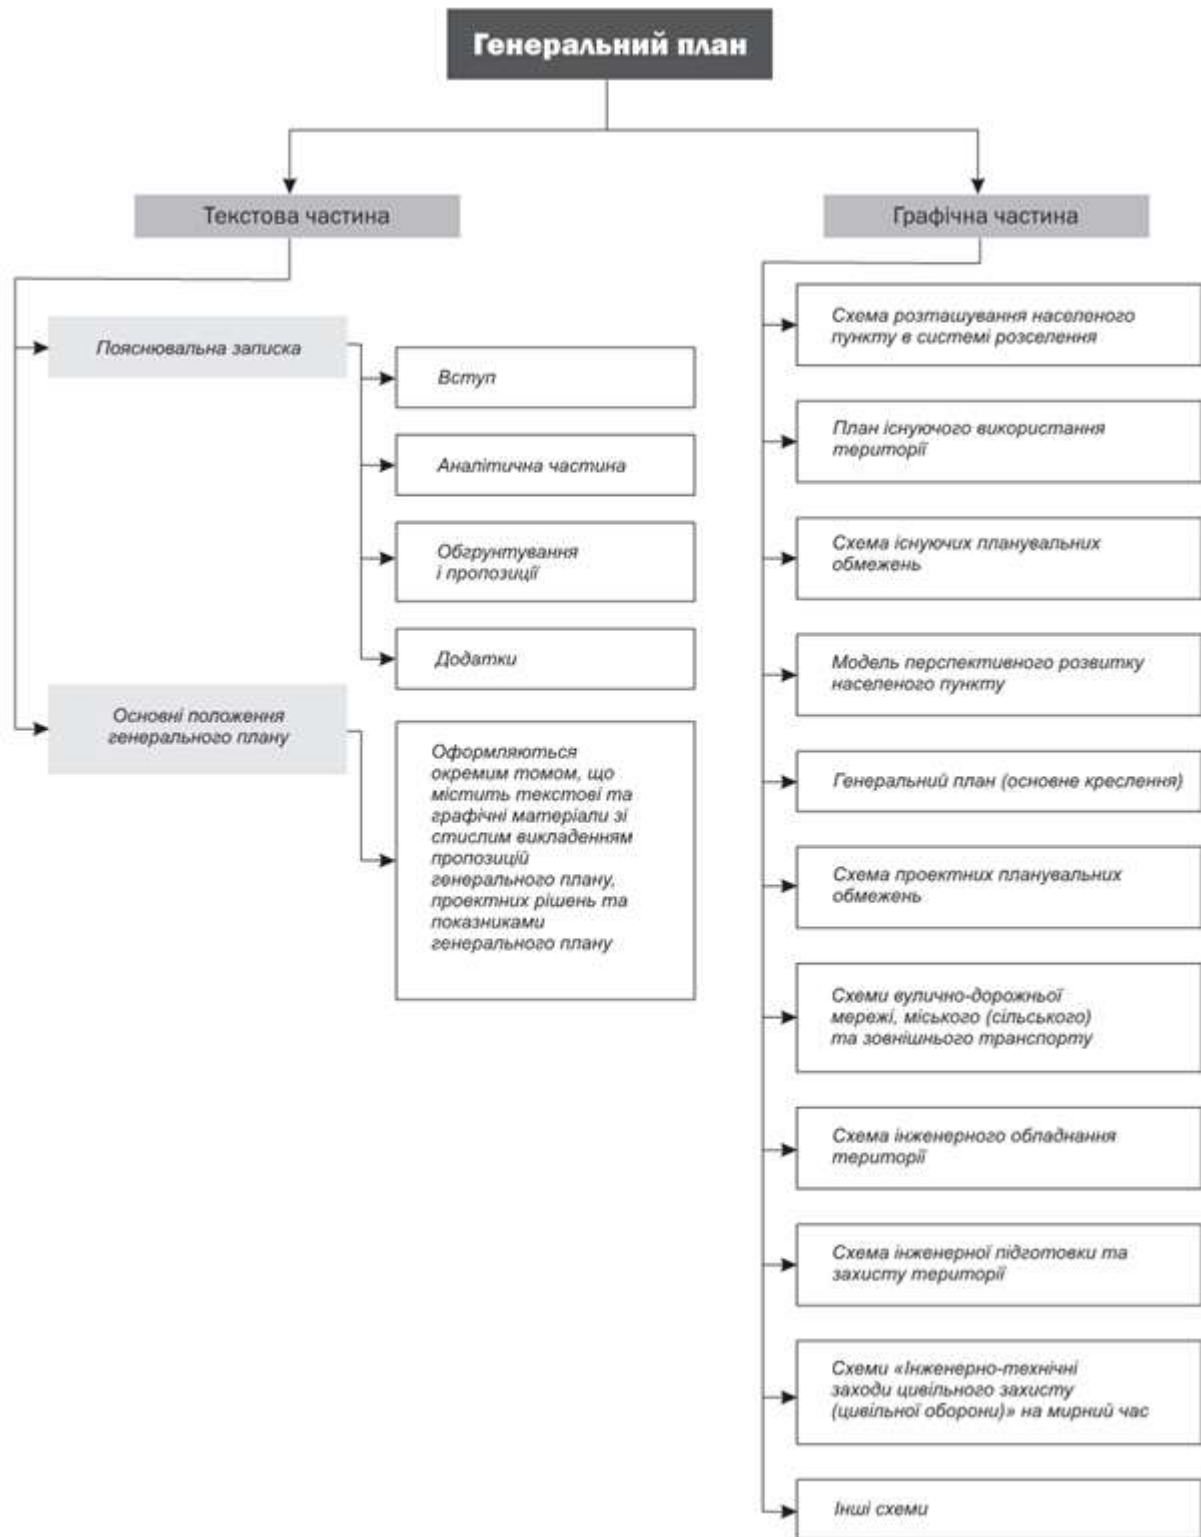 Генеральний план
Текстова частина
Пояснювальна записка
Вступ
Аналітична частина
Обгрунтування
і пропозиції
Додатки
Основні положення
генерального плану
Оформляються
окремим томом, що
містить текстові та
графічні матеріали зі
стислим викладенням
пропозицій
генерального плану,
проектних рішень та
показниками
генерального плану
Графічна частина
Схема розташування населеного
пункту в системі розселення
План існуючого використання
території
Схема існуючих планувальних
обмежень
Модель перспективного розвитку
населеного пункту
Генеральний план (основне креслення)
Схема проектних планувальних
обмежень
Схеми вулично-дорожньої
мережі, міського (сільського)
та зовнішнього транспорту
Схема інженерного обладнання
території
Схема інженерної підготовки та
захисту території
Схеми «Інженерно-технічні
заходи цивільного захисту
(цивільної оборони)» на мирний час
Інші схеми